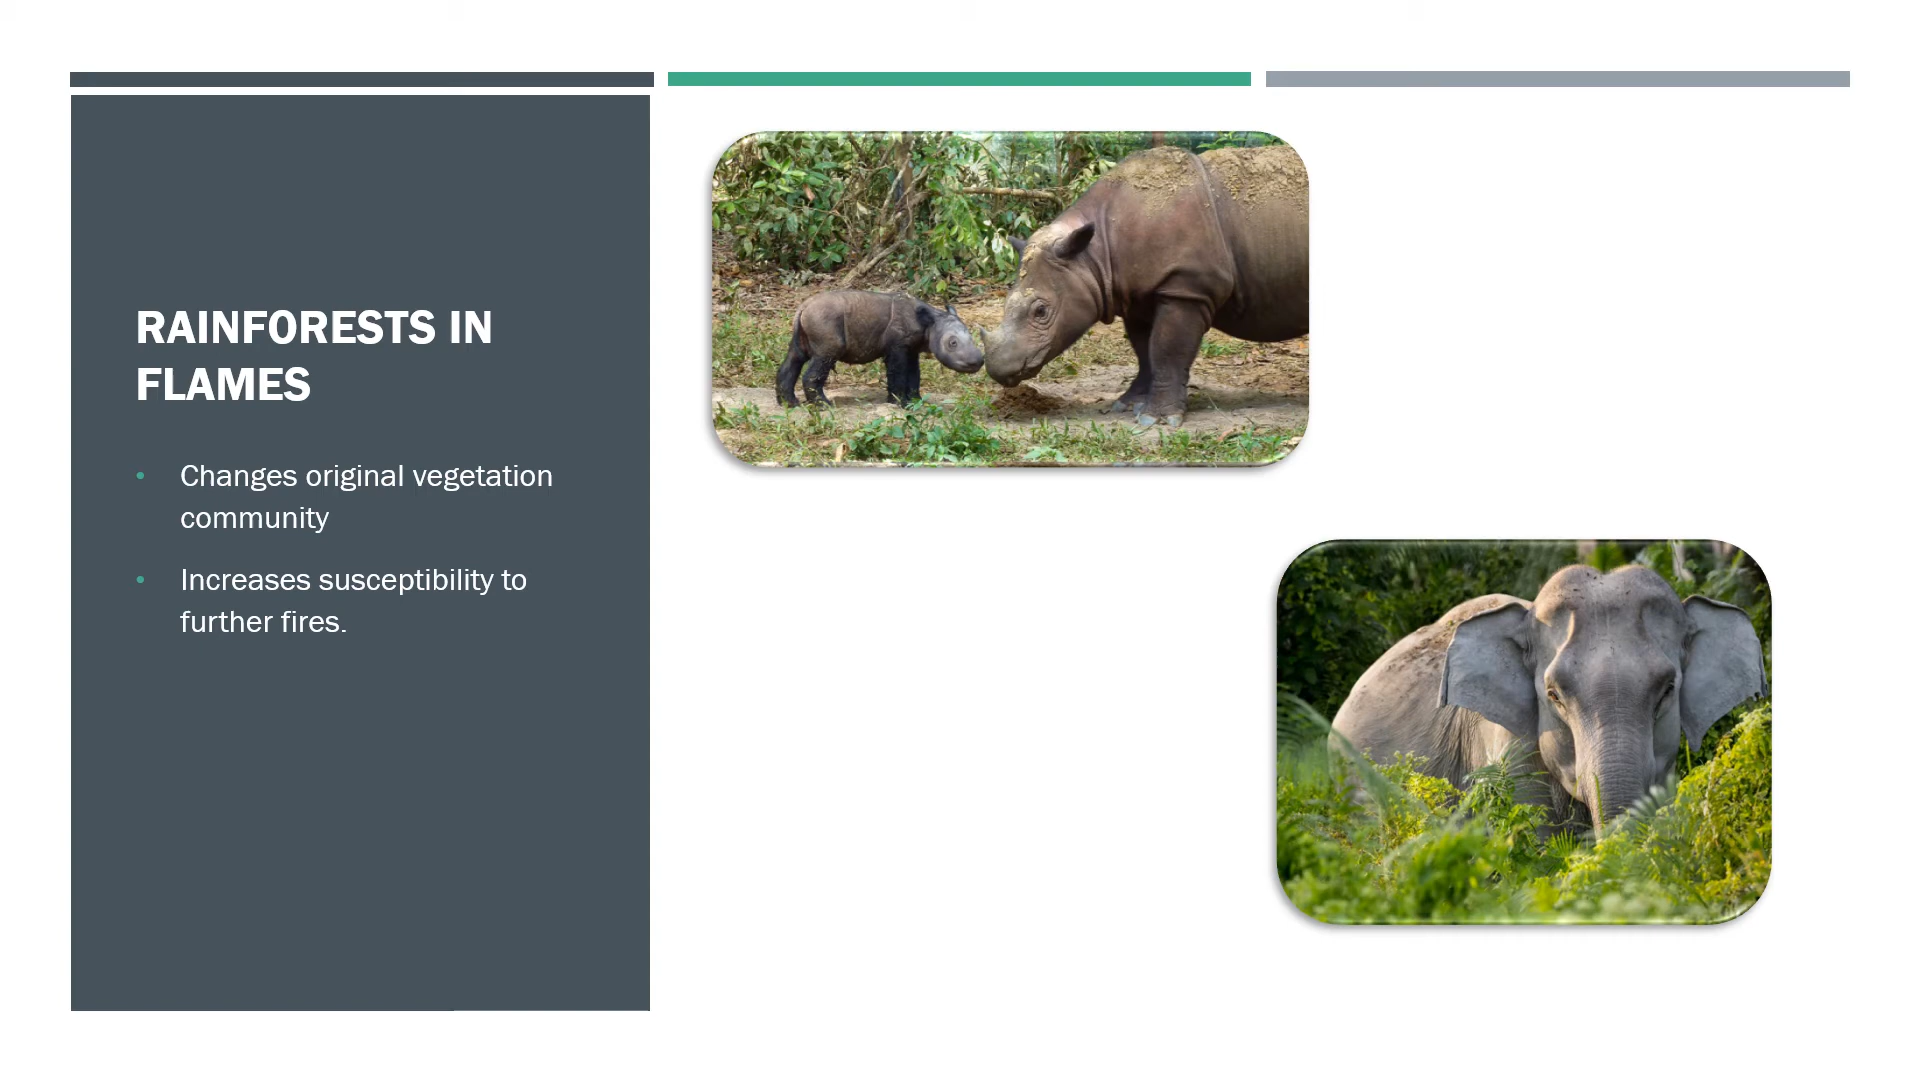 RAINFORESTS IN
FLAMES
• Changes original vegetation
community
• Increases susceptibility to
further fires.